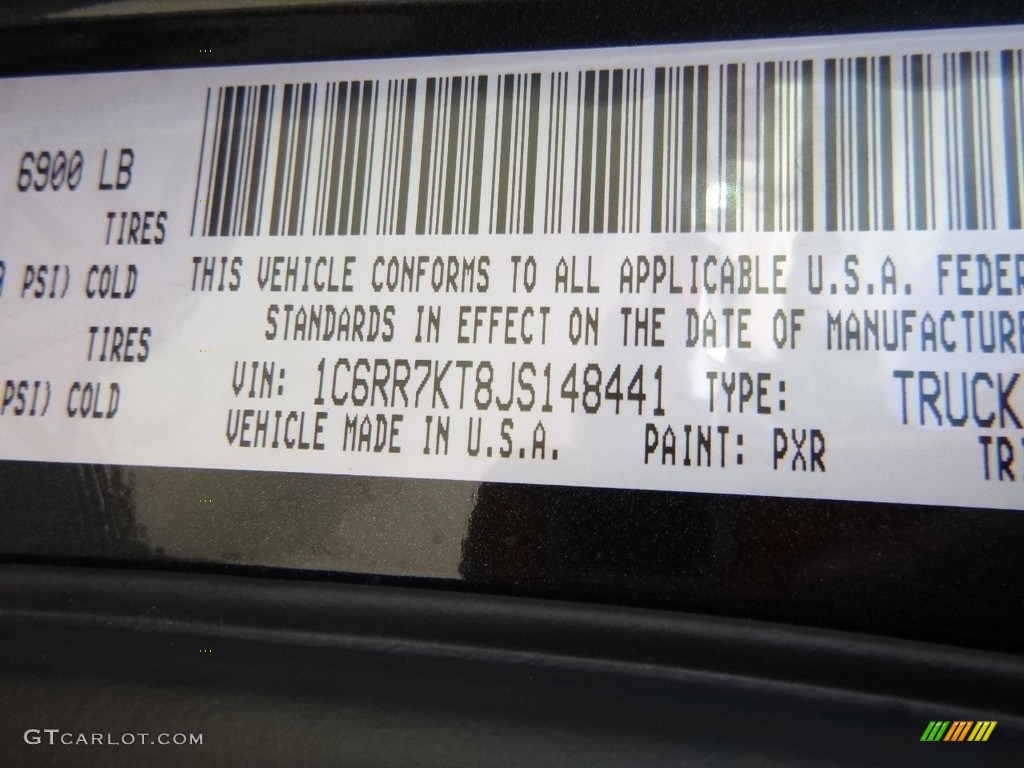 6900 LB
TIRES
PSI) COLD
TIRES
PSI) COLD
THIS VEHICLE CONFORMS TO ALL APPLICABLE U.S.A. FEDER
STANDARDS IN EFFECT ON THE DATE OF MANUFACTURE
VIN: 1C6RR7KT8JS148441 TYPE: TRUCK
VEHICLE MADE IN U.S.A. PAINT: PXR TRI
GTCARLOT.COM